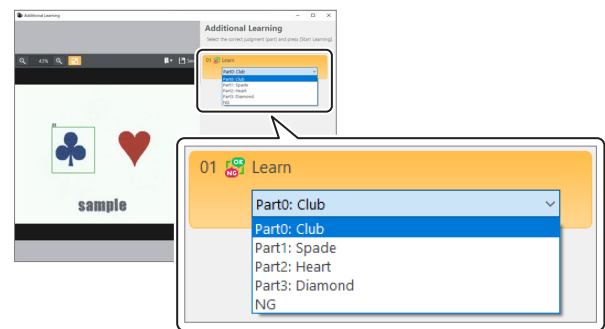 Additional Learning
Additional Learning
Select the correct judgment (part) and press [Start Learning].
43%
01 Learn
Part0: Club
Part0: Club
Part1: Spade
Part2: Heart
Part3: Diamond
NG
01
sample
01 OK NG Learn
Part0: Club
Part0: Club
Part1: Spade
Part2: Heart
Part3: Diamond
NG